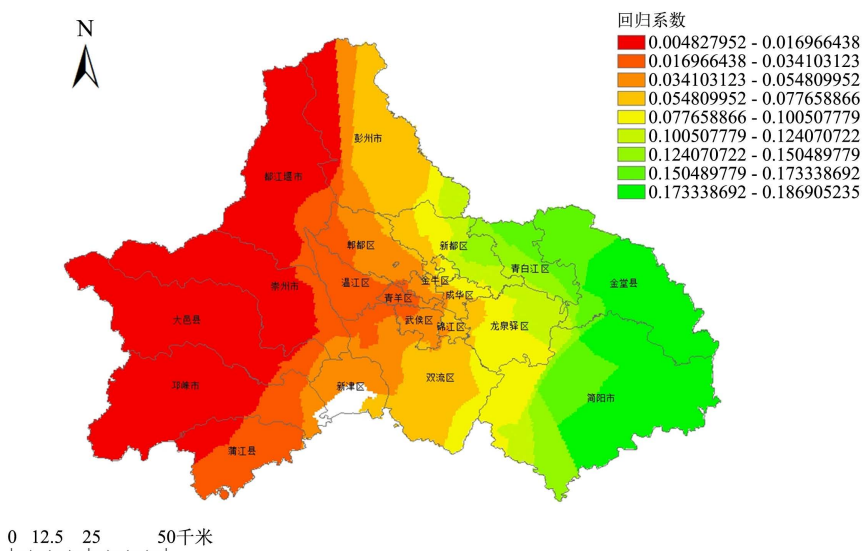 N
回归系数
0.004827952 - 0.016966438
0.016966438 - 0.034103123
0.034103123 - 0.054809952
0.054809952 - 0.077658866
0.077658866 - 0.100507779
0.100507779 - 0.124070722
0.124070722 - 0.150489779
0.150489779 - 0.173338692
0.173338692 - 0.186905235
彭州市
都江堰市
郫都区
新都区
青白江区
金堂县
温江区
金牛区
崇州市
青羊区
成华区
大邑县
武侯区
锦江区
龙泉驿区
邛崃市
新津区
双流区
简阳市
蒲江县
0 12.5 25 50千米